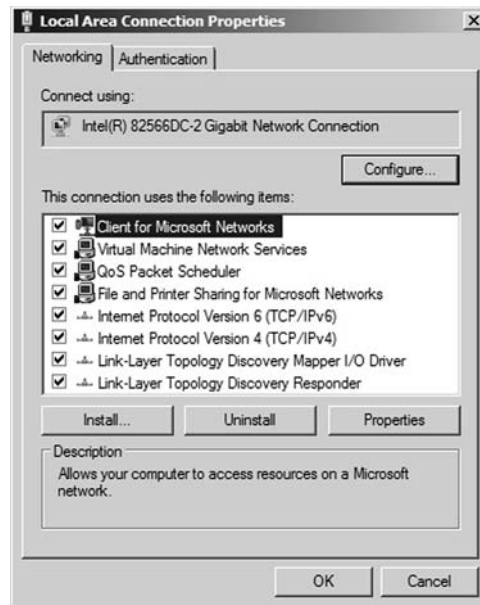 Local Area Connection Properties
Networking
Authentication
Connect using:
Intel(R) 82566DC-2 Gigabit Network Connection
Configure...
This connection uses the following items:
Client for Microsoft Networks
Virtual Machine Network Services
QoS Packet Scheduler
File and Printer Sharing for Microsoft Networks
Internet Protocol Version 6 (TCP/IPv6)
Internet Protocol Version 4 (TCP/IPv4)
Link-Layer Topology Discovery Mapper I/O Driver
Link-Layer Topology Discovery Responder
Install...
Uninstall
Properties
Description
Allows your computer to access resources on a Microsoft
network.
OK
Cancel